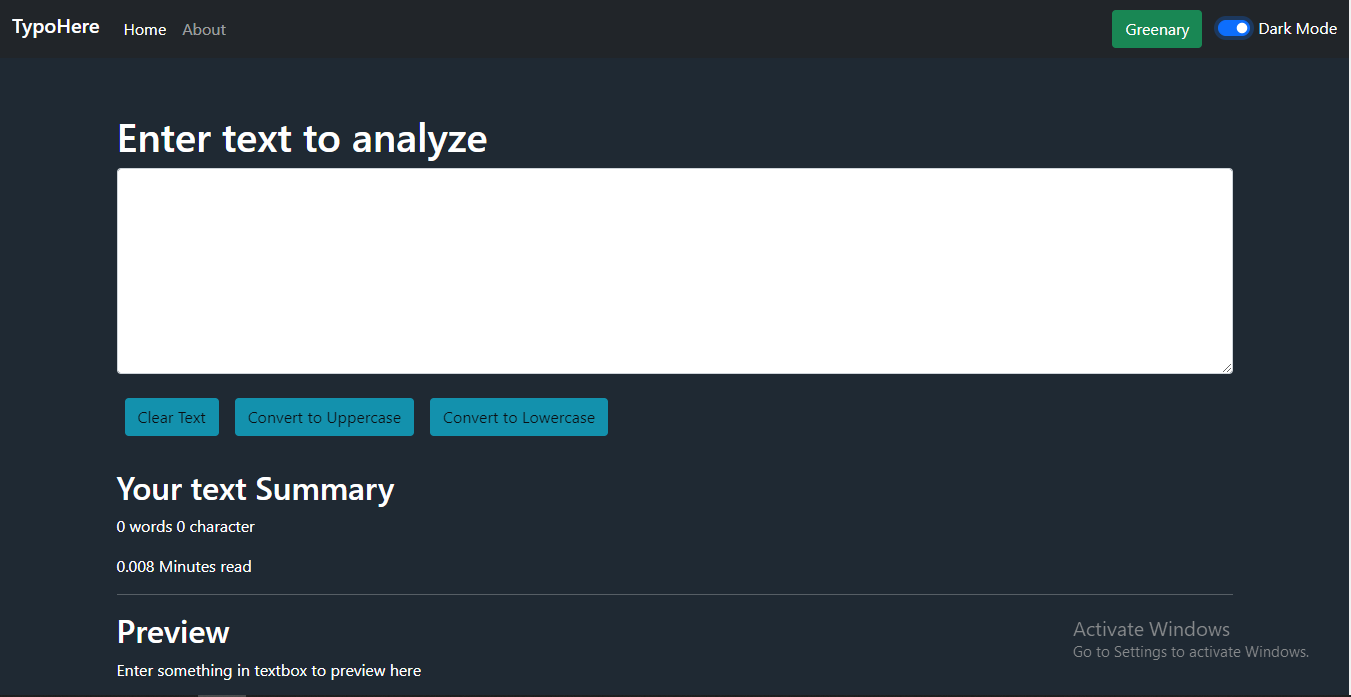 TypoHere Home About Greenary Dark Mode
Enter text to analyze
Clear Text Convert to Uppercase Convert to Lowercase
Your text Summary
0 words 0 character
0.008 Minutes read
Preview
Enter something in textbox to preview here
Activate Windows
Go to Settings to activate Windows.